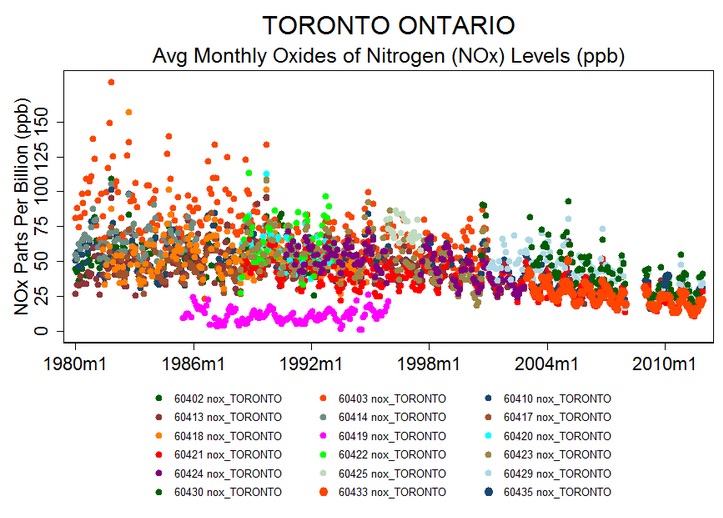 TORONTO ONTARIO
Avg Monthly Oxides of Nitrogen (NOx) Levels (ppb)
NOx Parts Per Billion (ppb)
150
125
100
75
50
25
0
1980m1 1986m1 1992m1 1998m1 2004m1 2010m1
60402 nox_TORONTO 60403 nox_TORONTO 60410 nox_TORONTO
60413 nox_TORONTO 60414 nox_TORONTO 60417 nox_TORONTO
60418 nox_TORONTO 60419 nox_TORONTO 60420 nox_TORONTO
60421 nox_TORONTO 60422 nox_TORONTO 60423 nox_TORONTO
60424 nox_TORONTO 60425 nox_TORONTO 60429 nox_TORONTO
60430 nox_TORONTO 60433 nox_TORONTO 60435 nox_TORONTO